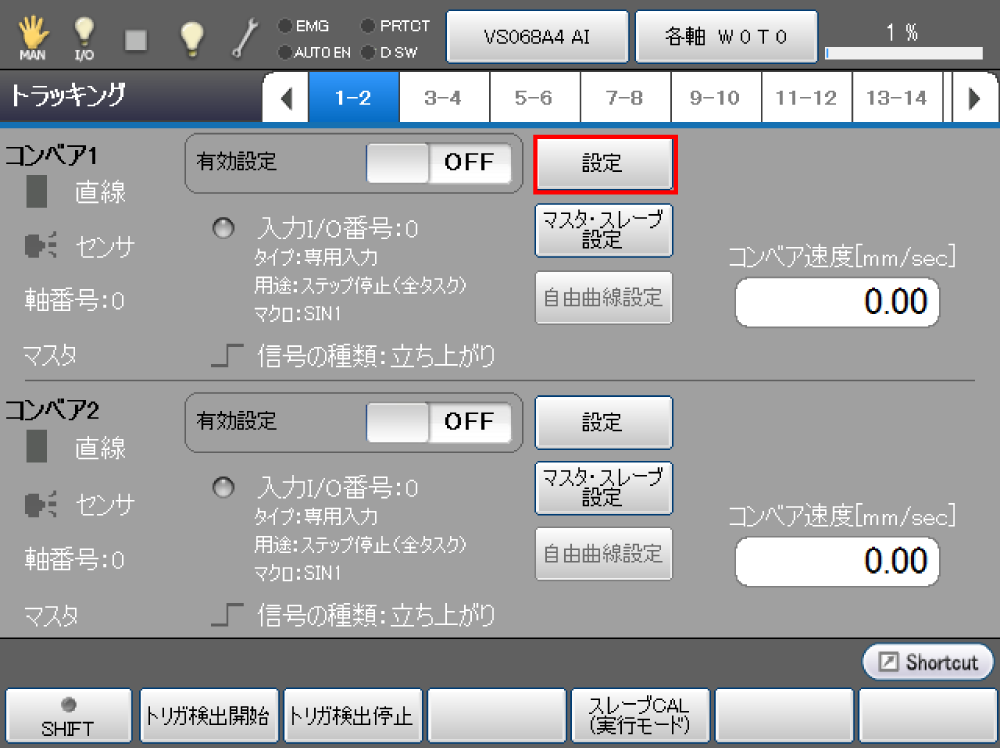 MAN
I/O
EMG
PRTCT
AUTO EN
D SW
VS068A4 AI
各軸 W0T0
1 %
トラッキング
1-2
3-4
5-6
7-8
9-10
11-12
13-14
コンベア1
有効設定
OFF
設定
直線
入力I/O番号:0
マスタ・スレーブ
設定
センサ
タイプ:専用入力
コンベア速度[mm/sec]
用途:ステップ停止(全タスク)
自由曲線設定
軸番号:0
0.00
マクロ:SIN1
マスタ
信号の種類:立ち上がり
コンベア2
有効設定
OFF
設定
直線
入力I/O番号:0
マスタ・スレーブ
設定
センサ
タイプ:専用入力
コンベア速度[mm/sec]
用途:ステップ停止(全タスク)
自由曲線設定
軸番号:0
0.00
マクロ:SIN1
マスタ
信号の種類:立ち上がり
Shortcut
SHIFT
トリガ検出開始
トリガ検出停止
スレーブCAL
(実行モード)